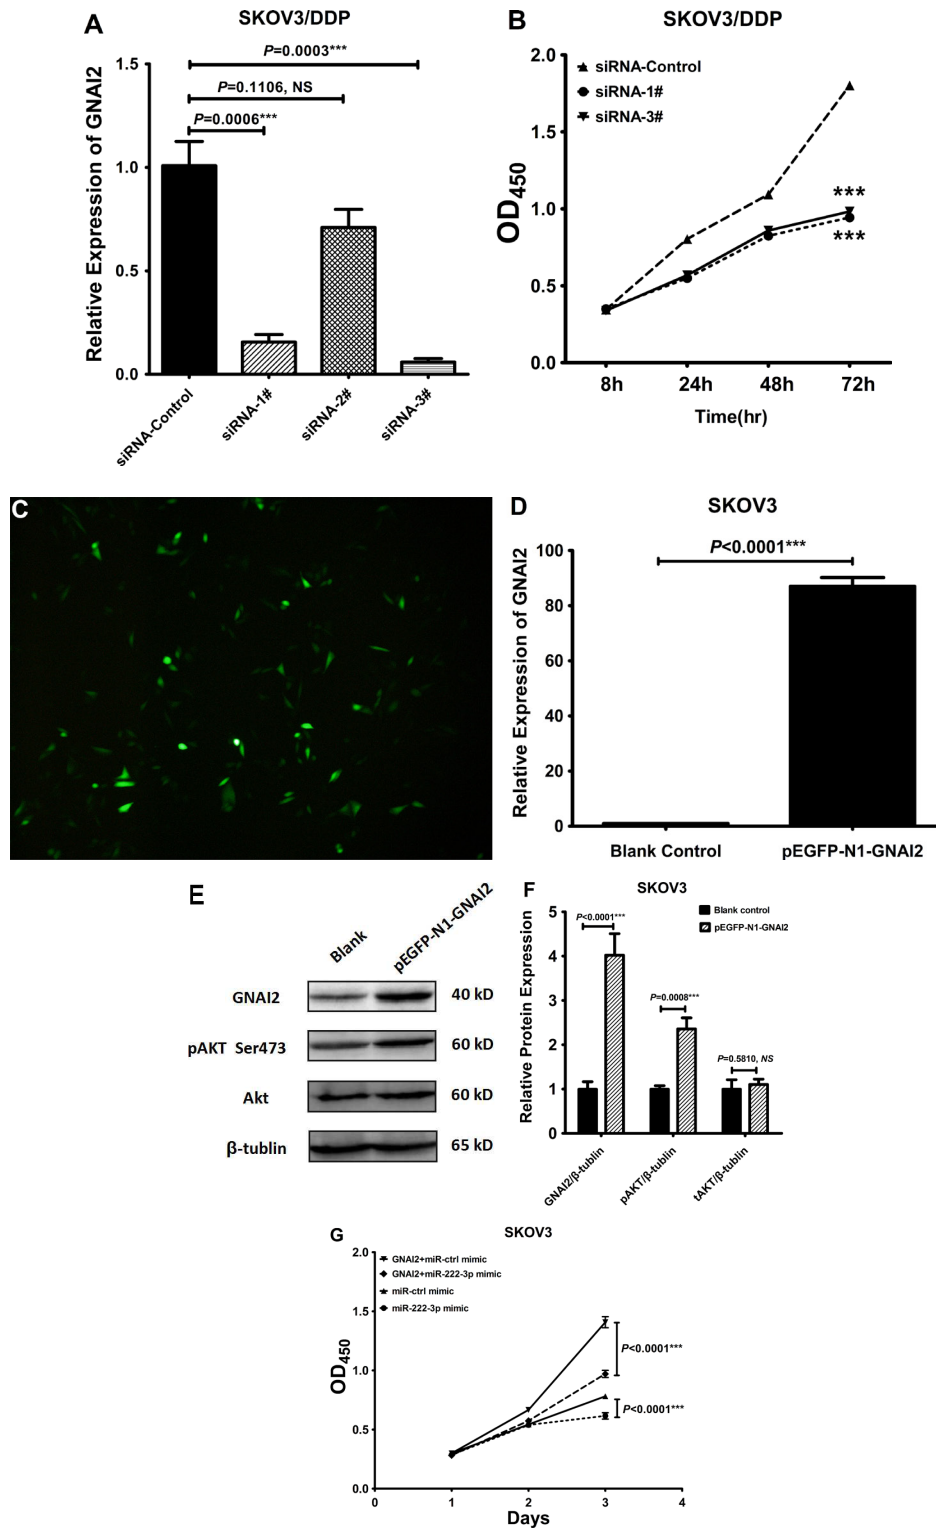 A
SKOV3/DDP
Relative Expression of GNAI2
1.5
1.0
0.5
0.0
P=0.0003***
P=0.1106, NS
P=0.0006***
siRNA-Control
siRNA-1#
siRNA-2#
siRNA-3#
B
SKOV3/DDP
OD450
2.0
1.5
1.0
0.5
0.0
siRNA-Control
siRNA-1#
siRNA-3#
***
***
8h
24h
48h
72h
Time(hr)
C
D
SKOV3
Relative Expression of GNAI2
100
80
60
40
20
0
P<0.0001***
Blank Control
pEGFP-N1-GNAI2
E
Blank
pEGFP-N1-GNAI2
GNAI2
40 kD
pAKT Ser473
60 kD
Akt
60 kD
β-tublin
65 kD
F
SKOV3
Relative Protein Expression
5
4
3
2
1
0
Blank control
pEGFP-N1-GNAI2
P<0.0001***
P=0.0008***
P=0.5810, NS
GNAI2/β-tublin
pAKT/β-tublin
tAKT/β-tublin
G
SKOV3
OD450
2.0
1.5
1.0
0.5
0.0
GNAI2+miR-ctrl mimic
GNAI2+miR-222-3p mimic
miR-ctrl mimic
miR-222-3p mimic
P<0.0001***
P<0.0001***
0
1
2
3
4
Days